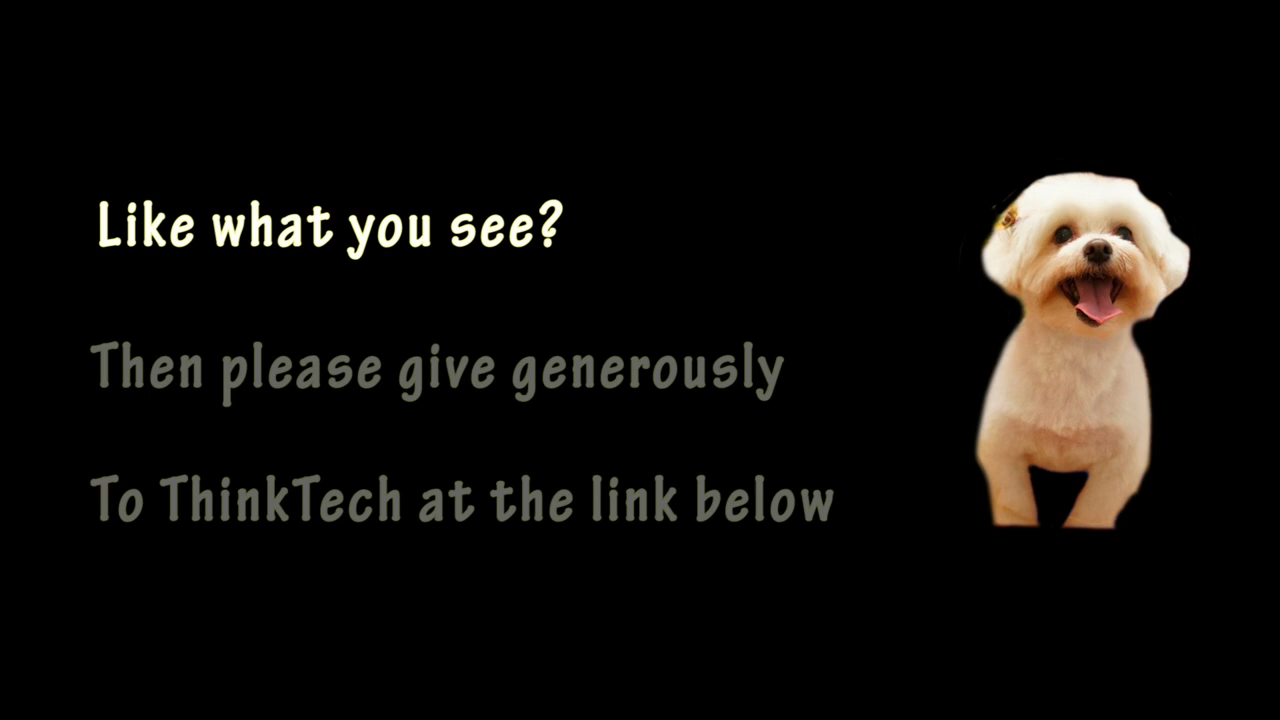 Like what you see?
Then please give generously
To ThinkTech at the link below